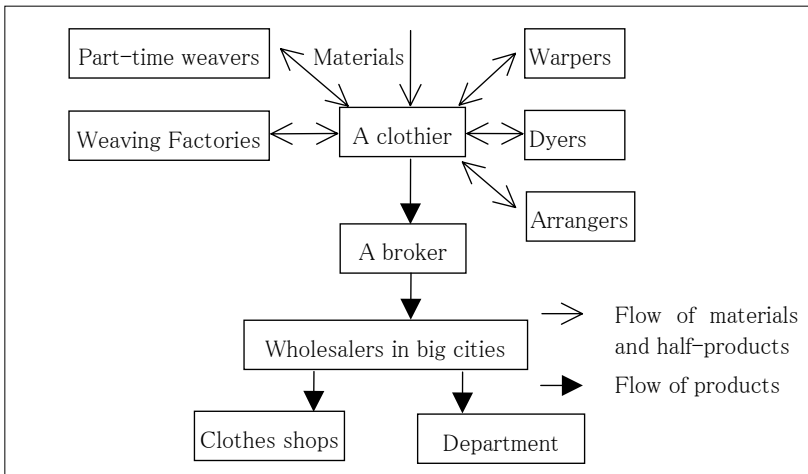 Part-time weavers
Materials
Warpers
Weaving Factories
A clothier
Dyers
Arrangers
A broker
Wholesalers in big cities
Flow of materials
and half-products
Flow of products
Clothes shops
Department